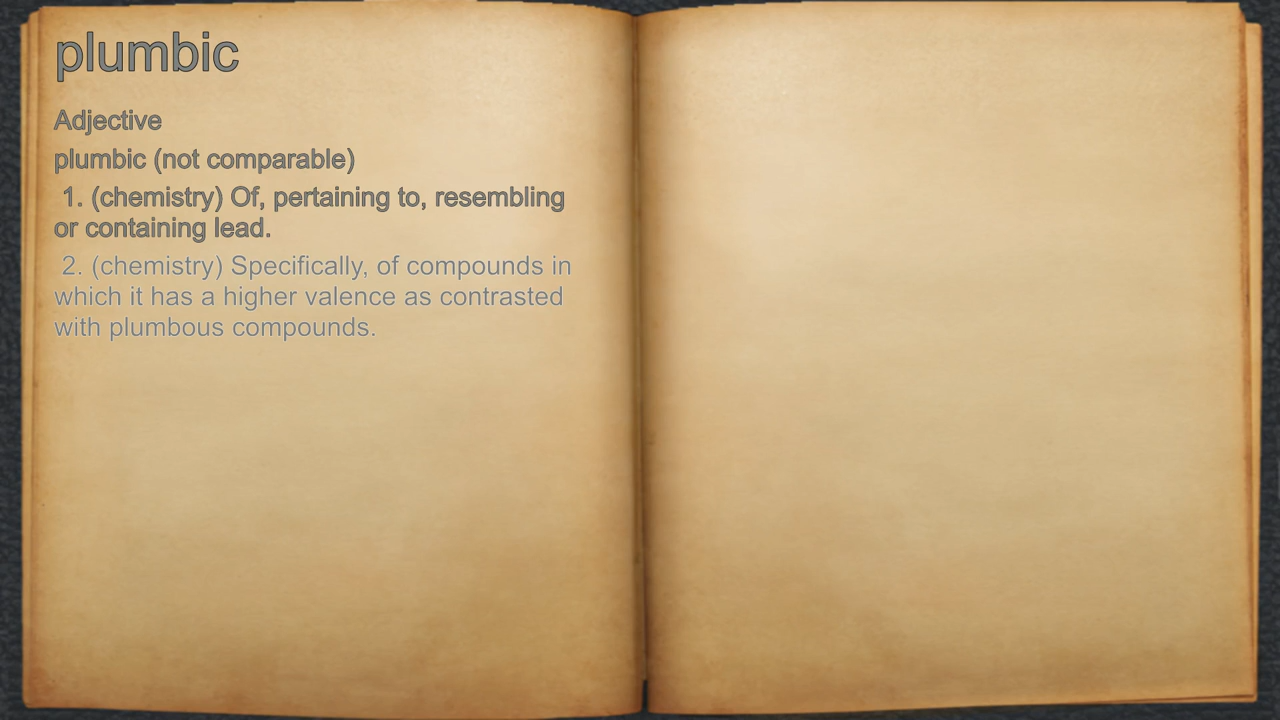 plumbic
Adjective
plumbic (not comparable)
1. (chemistry) Of, pertaining to, resembling
or containing lead.
2. (chemistry) Specifically, of compounds in
which it has a higher valence as contrasted
with plumbous compounds.